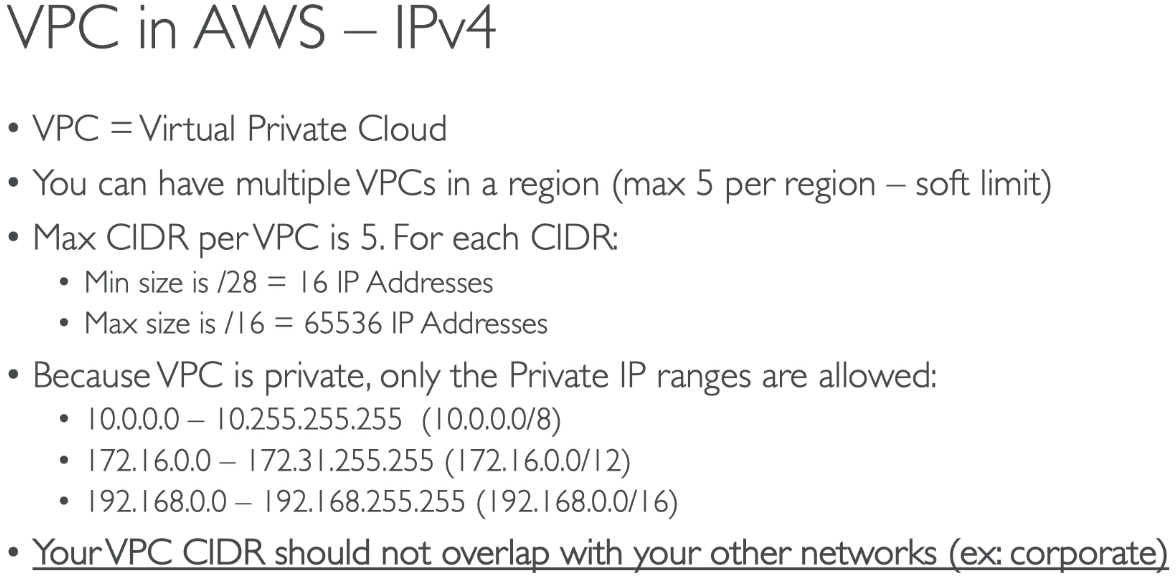 VPC in AWS – IPv4
• VPC = Virtual Private Cloud
• You can have multiple VPCs in a region (max 5 per region – soft limit)
• Max CIDR per VPC is 5. For each CIDR:
• Min size is /28 = 16 IP Addresses
• Max size is /16 = 65536 IP Addresses
• Because VPC is private, only the Private IP ranges are allowed:
• 10.0.0.0 – 10.255.255.255 (10.0.0.0/8)
• 172.16.0.0 – 172.31.255.255 (172.16.0.0/12)
• 192.168.0.0 – 192.168.255.255 (192.168.0.0/16)
• Your VPC CIDR should not overlap with your other networks (ex: corporate)